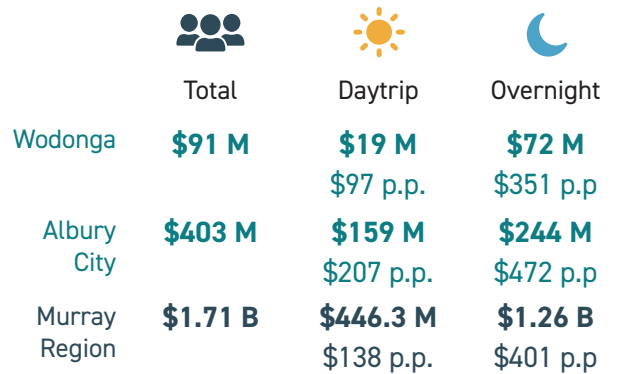 Total Daytrip Overnight
Wodonga $91 M $19 M $72 M
$97 p.p. $351 p.p
Albury City $403 M $159 M $244 M
$207 p.p. $472 p.p
Murray Region $1.71 B $446.3 M $1.26 B
$138 p.p. $401 p.p